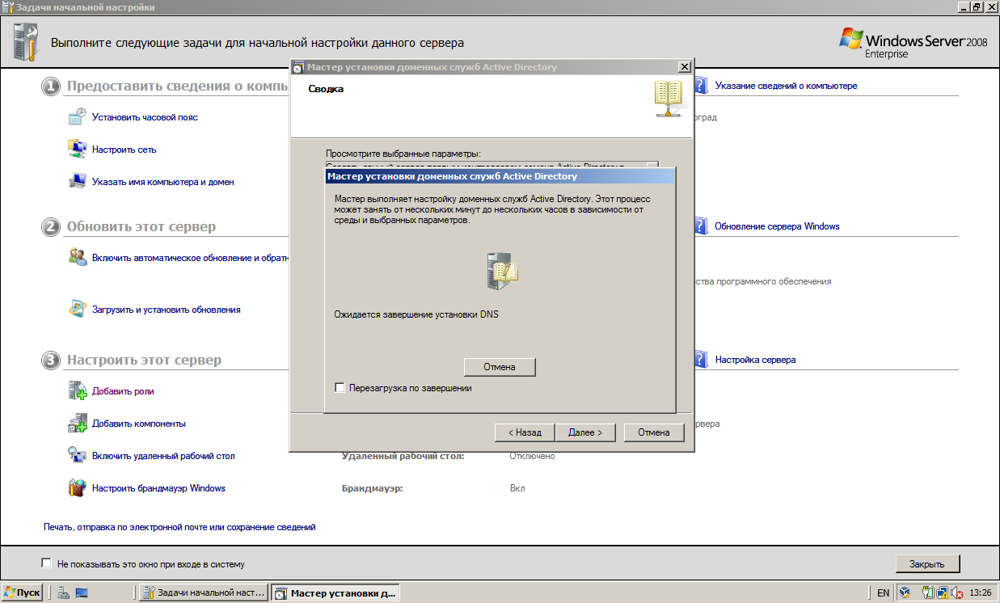 Задачи начальной настройки
Выполните следующие задачи для начальной настройки данного сервера
Windows Server 2008
Enterprise
Мастер установки доменных служб Active Directory
Сводка
1 Предоставить сведения о компь
Указание сведений о компьютере
Установить часовой пояс
оград
Настроить сеть
Просмотрите выбранные параметры:
Мастер установки доменных служб Active Directory
Указать имя компьютера и домен
Мастер выполняет настройку доменных служб Active Directory. Этот процесс
может занять от нескольких минут до нескольких часов в зависимости от
среды и выбранных параметров.
2 Обновить этот сервер
Обновление сервера Windows
Включить автоматическое обновление и обратн
ства программного обеспечения
Загрузить и установить обновления
Ожидается завершение установки DNS
3 Настроить этот сервер
Настройка сервера
Отмена
Добавить роли
Перезагрузка по завершении
Добавить компоненты
рвера
< Назад Далее > Отмена
Включить удаленный рабочий стол
Удаленный рабочий стол: Отключено
Настроить брандмауэр Windows
Брандмауэр: Вкл
Печать, отправка по электронной почте или сохранение сведений
Не показывать это окно при входе в систему
Закрыть
Пуск
Задачи начальной наст...
Мастер установки д...
EN
13:26